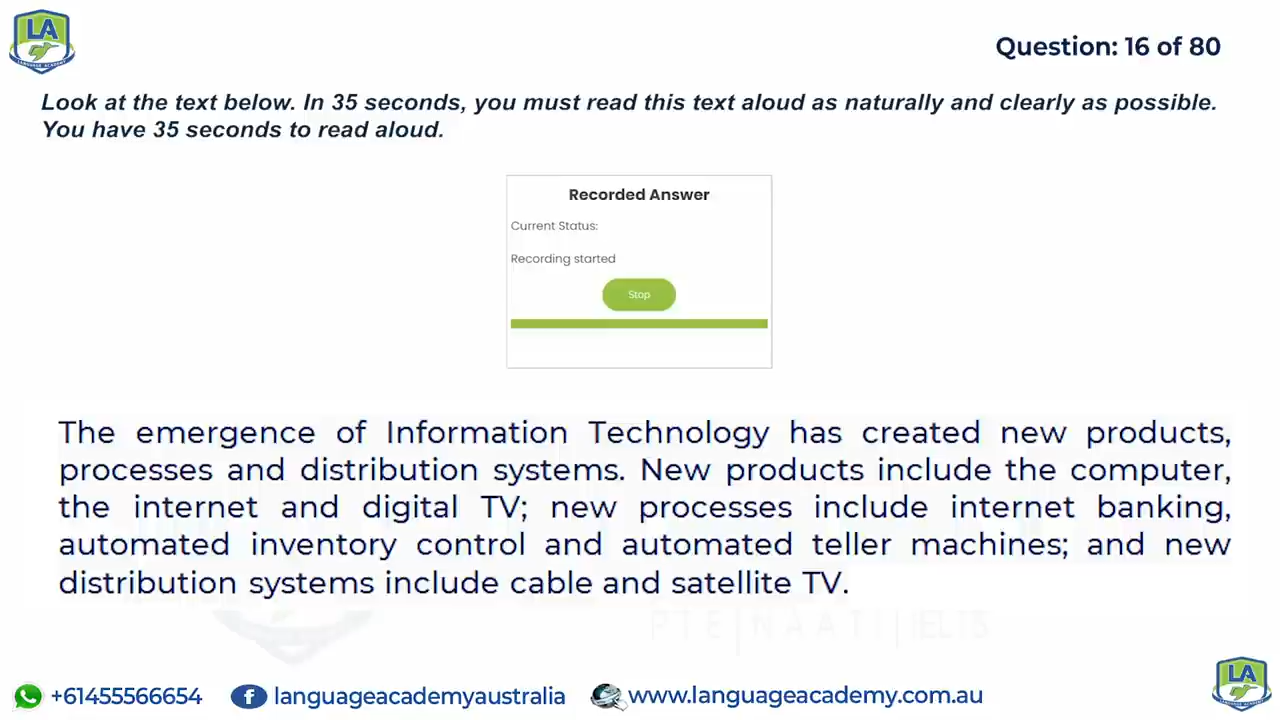 LA
LANGUAGE ACADEMY
Question: 16 of 80
Look at the text below. In 35 seconds, you must read this text aloud as naturally and clearly as possible.
You have 35 seconds to read aloud.
Recorded Answer
Current Status:
Recording started
Stop
The emergence of Information Technology has created new products,
processes and distribution systems. New products include the computer,
the internet and digital TV; new processes include internet banking,
automated inventory control and automated teller machines; and new
distribution systems include cable and satellite TV.
PTE | NAATI | IELTS
+61455566654
languageacademyaustralia
www.languageacademy.com.au
LA